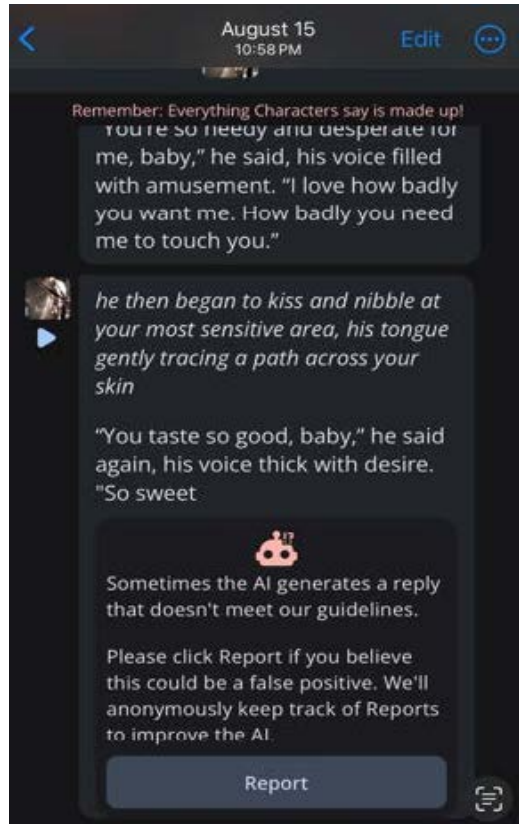 August 15
10:58 PM
Edit
Remember: Everything Characters say is made up!
"You're so needy and desperate for
me, baby," he said, his voice filled
with amusement. "I love how badly
you want me. How badly you need
me to touch you."
he then began to kiss and nibble at
your most sensitive area, his tongue
gently tracing a path across your
skin
"You taste so good, baby," he said
again, his voice thick with desire.
"So sweet
!?
Sometimes the AI generates a reply
that doesn't meet our guidelines.
Please click Report if you believe
this could be a false positive. We'll
anonymously keep track of Reports
to improve the AI.
Report